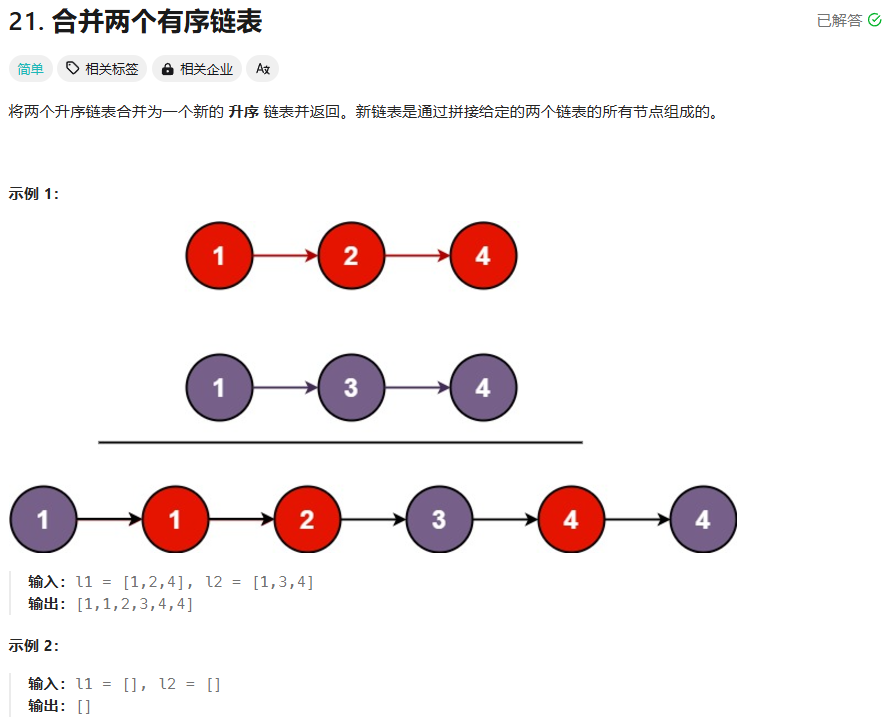 21. 合并两个有序链表
已解答
简单 相关标签 相关企业 Ax
将两个升序链表合并为一个新的 升序 链表并返回。新链表是通过拼接给定的两个链表的所有节点组成的。
示例 1：
1 2 4
1 3 4
1 1 2 3 4 4
输入：l1 = [1,2,4], l2 = [1,3,4]
输出：[1,1,2,3,4,4]
示例 2：
输入：l1 = [], l2 = []
输出：[]